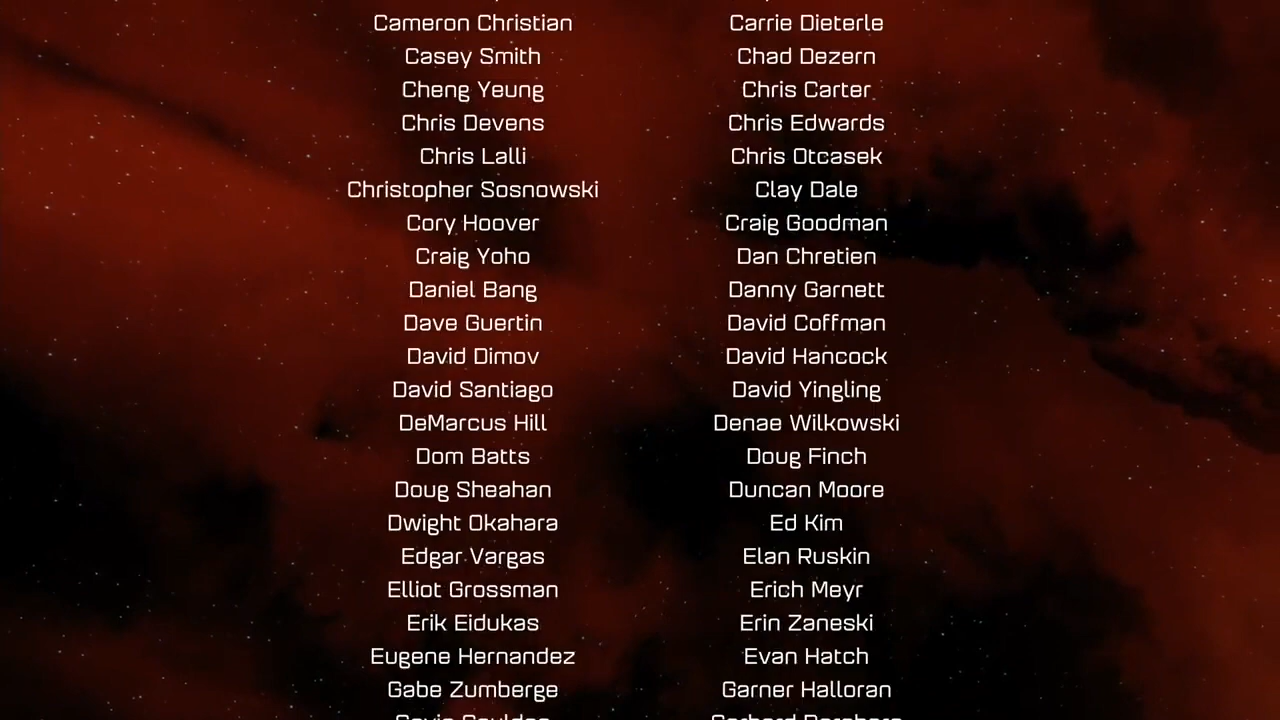 Cameron Christian Carrie Dieterle
Casey Smith Chad Dezern
Cheng Yeung Chris Carter
Chris Devens Chris Edwards
Chris Lalli Chris Otcasek
Christopher Sosnowski Clay Dale
Cory Hoover Craig Goodman
Craig Yoho Dan Chretien
Daniel Bang Danny Garnett
Dave Guertin David Coffman
David Dimov David Hancock
David Santiago David Yingling
DeMarcus Hill Denae Wilkowski
Dom Batts Doug Finch
Doug Sheahan Duncan Moore
Dwight Okahara Ed Kim
Edgar Vargas Elan Ruskin
Elliot Grossman Erich Meyr
Erik Eidukas Erin Zaneski
Eugene Hernandez Evan Hatch
Gabe Zumberge Garner Halloran